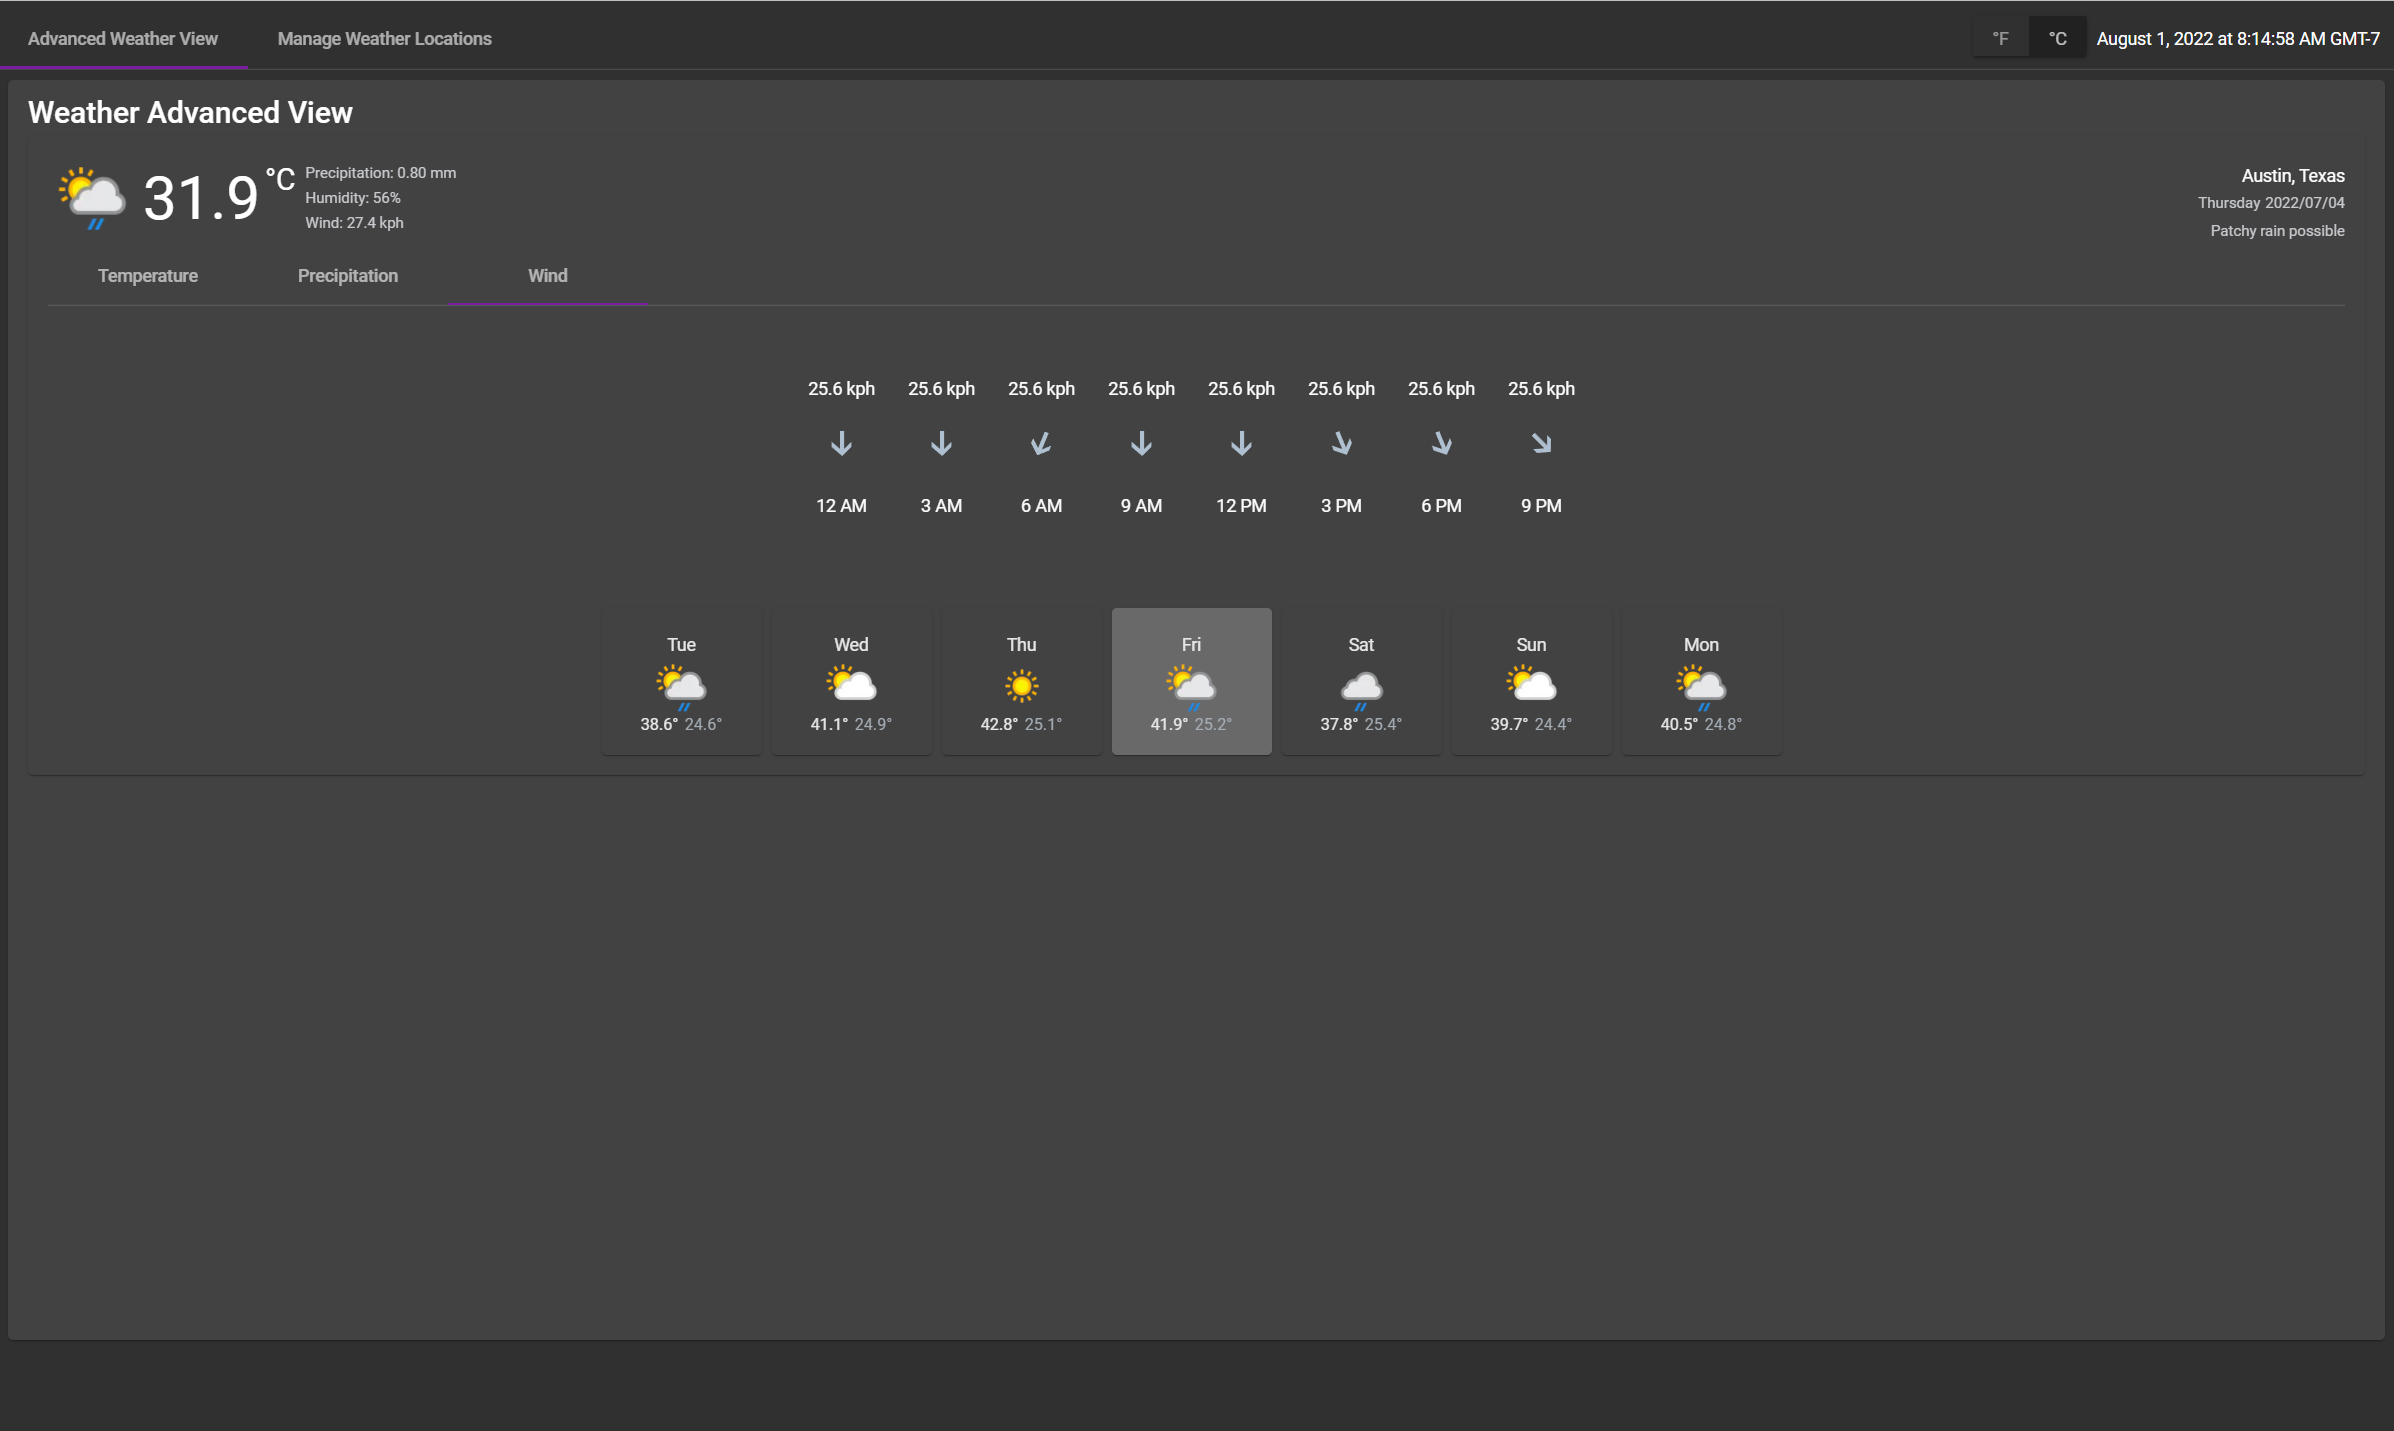 Advanced Weather View
Manage Weather Locations
°F
°C
August 1, 2022 at 8:14:58 AM GMT-7
Weather Advanced View
31.9 °C
Precipitation: 0.80 mm
Humidity: 56%
Wind: 27.4 kph
Austin, Texas
Thursday 2022/07/04
Patchy rain possible
Temperature Precipitation Wind
25.6 kph 25.6 kph 25.6 kph 25.6 kph 25.6 kph 25.6 kph 25.6 kph 25.6 kph
12 AM 3 AM 6 AM 9 AM 12 PM 3 PM 6 PM 9 PM
Tue Wed Thu Fri Sat Sun Mon
38.6° 24.6° 41.1° 24.9° 42.8° 25.1° 41.9° 25.2° 37.8° 25.4° 39.7° 24.4° 40.5° 24.8°